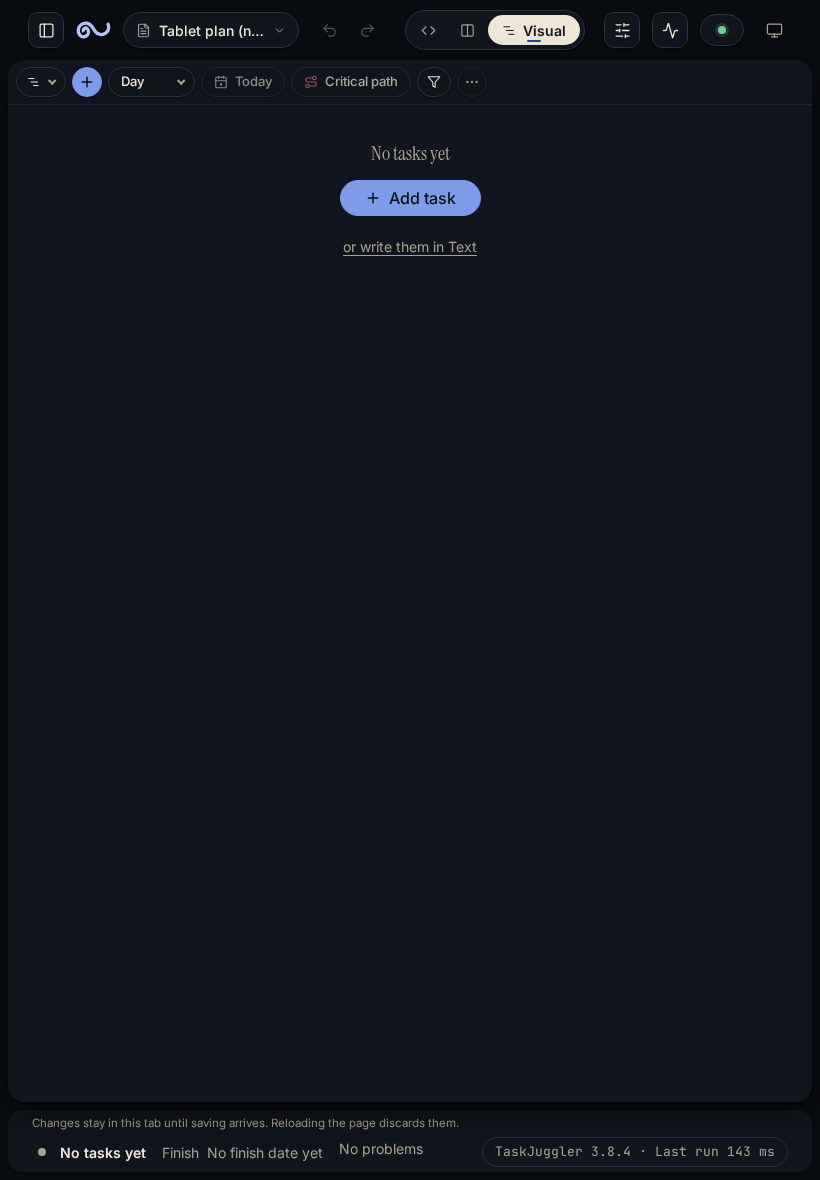 Tablet plan (n...
Visual
Day
Today
Critical path
No tasks yet
Add task
or write them in Text
Changes stay in this tab until saving arrives. Reloading the page discards them.
No tasks yet Finish No finish date yet No problems TaskJuggler 3.8.4 · Last run 143 ms